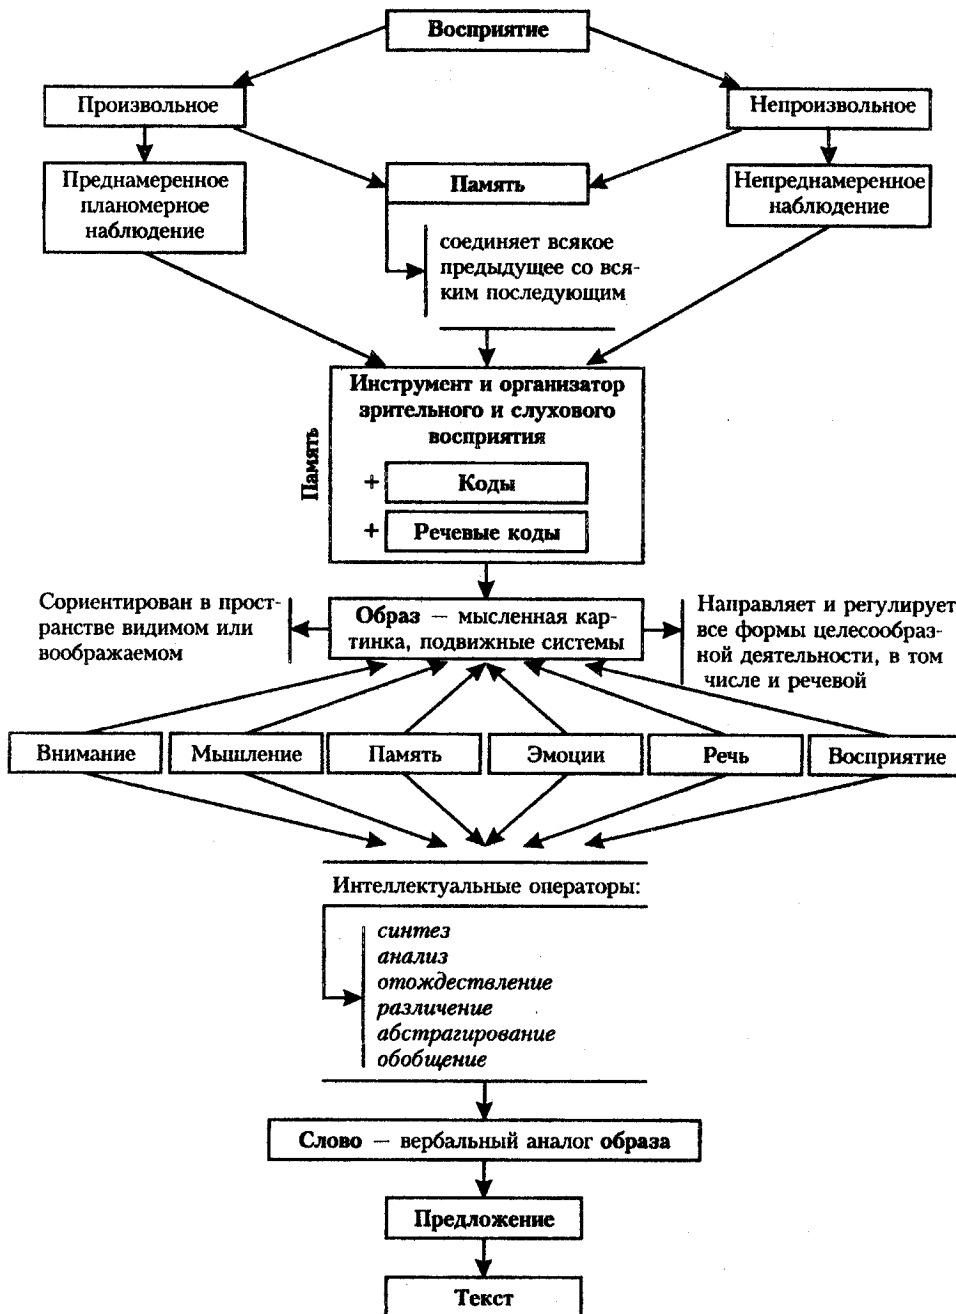 Восприятие
Произвольное
Непроизвольное
Преднамеренное
планомерное
наблюдение
Память
Непреднамеренное
наблюдение
соединяет всякое
предыдущее со вся-
ким последующим
Память
Инструмент и организатор
зрительного и слухового
восприятия
+ Коды
+ Речевые коды
Сориентирован в прост-
ранстве видимом или
воображаемом
Образ — мысленная кар-
тинка, подвижные системы
Направляет и регулирует
все формы целесообраз-
ной деятельности, в том
числе и речевой
Внимание
Мышление
Память
Эмоции
Речь
Восприятие
Интеллектуальные операторы:
синтез
анализ
отождествление
различение
абстрагирование
обобщение
Слово — вербальный аналог образа
Предложение
Текст